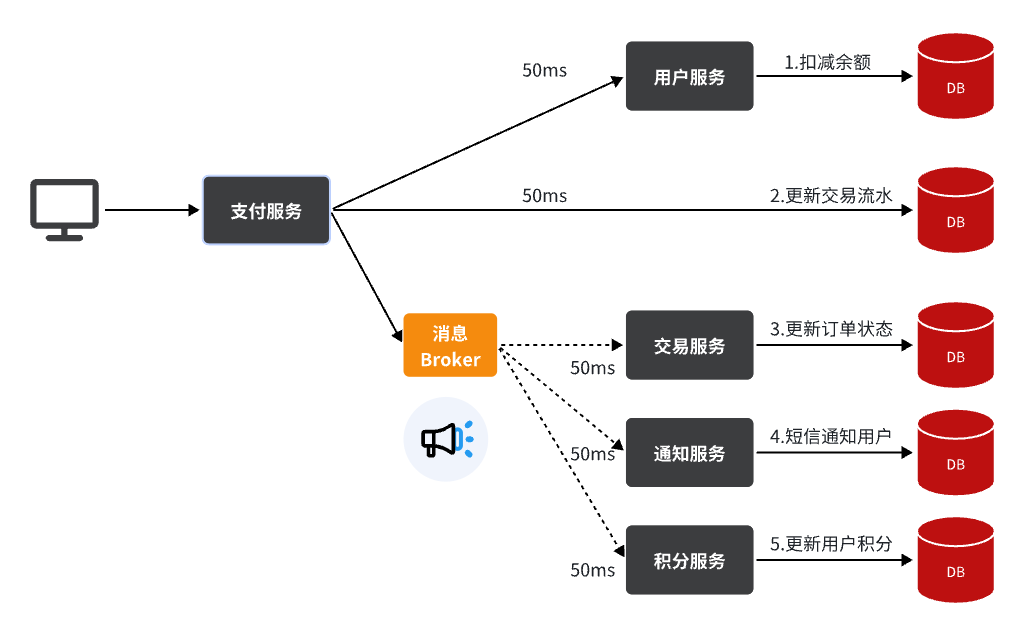 50ms
用户服务
1.扣减余额
DB
支付服务
50ms
2.更新交易流水
DB
消息
Broker
50ms
交易服务
3.更新订单状态
DB
50ms
通知服务
4.短信通知用户
DB
50ms
积分服务
5.更新用户积分
DB